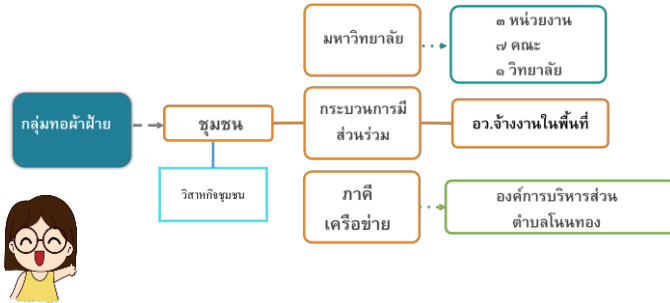 มหาวิทยาลัย
๓ หน่วยงาน
๗ คณะ
๑ วิทยาลัย
กลุ่มทอผ้าฝ้าย
ชุมชน
กระบวนการมี
ส่วนร่วม
อว.จ้างงานในพื้นที่
วิสาหกิจชุมชน
ภาคี
เครือข่าย
องค์การบริหารส่วน
ตำบลโนนทอง